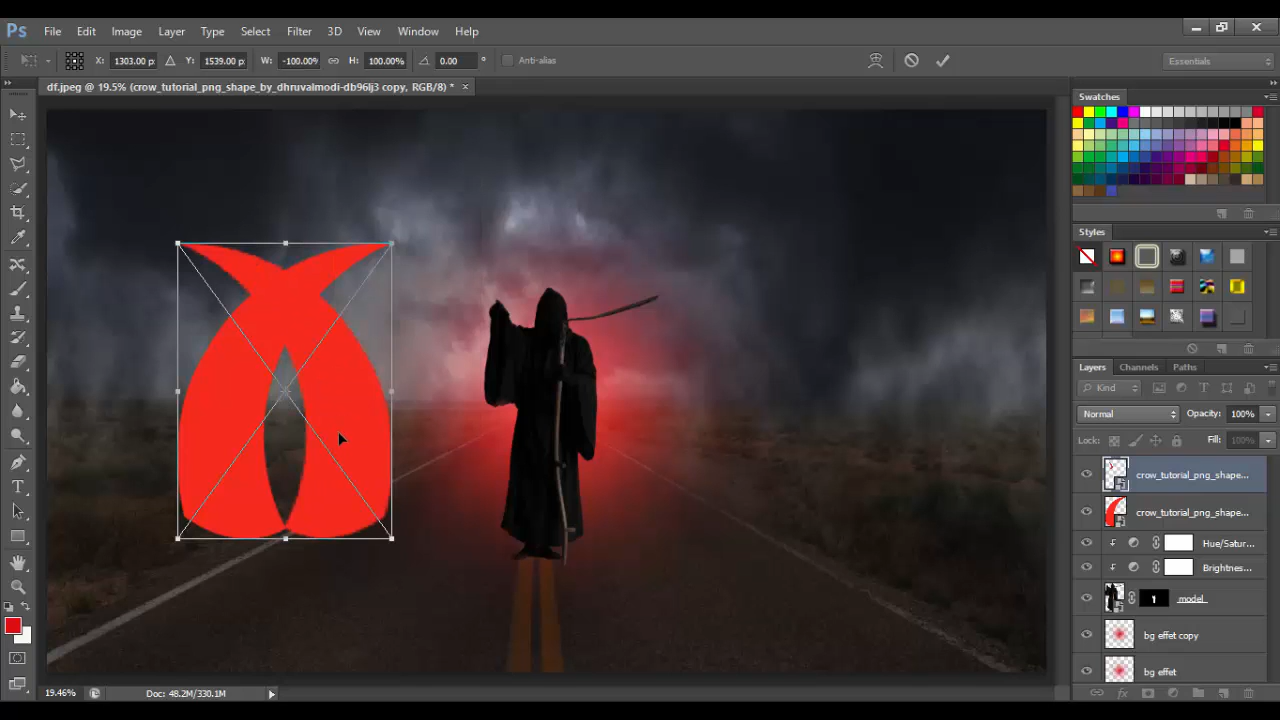 Ps File Edit Image Layer Type Select Filter 3D View Window Help
X: 1303.00 p: Y: 1539.00 p: W: -100.00% H: 100.00% 0.00 ° Anti-alias Essentials
df.jpeg @ 19.5% (crow_tutorial_png_shape_by_dhruvalmodi-db96lj3 copy, RGB/8) *
Swatches
Styles
Layers Channels Paths
Kind
Normal Opacity: 100%
Lock: Fill: 100%
crow_tutorial_png_shape...
crow_tutorial_png_shape...
Hue/Satur...
Brightnes...
model
bg effet copy
bg effet
19.46% Doc: 48.2M/330.1M